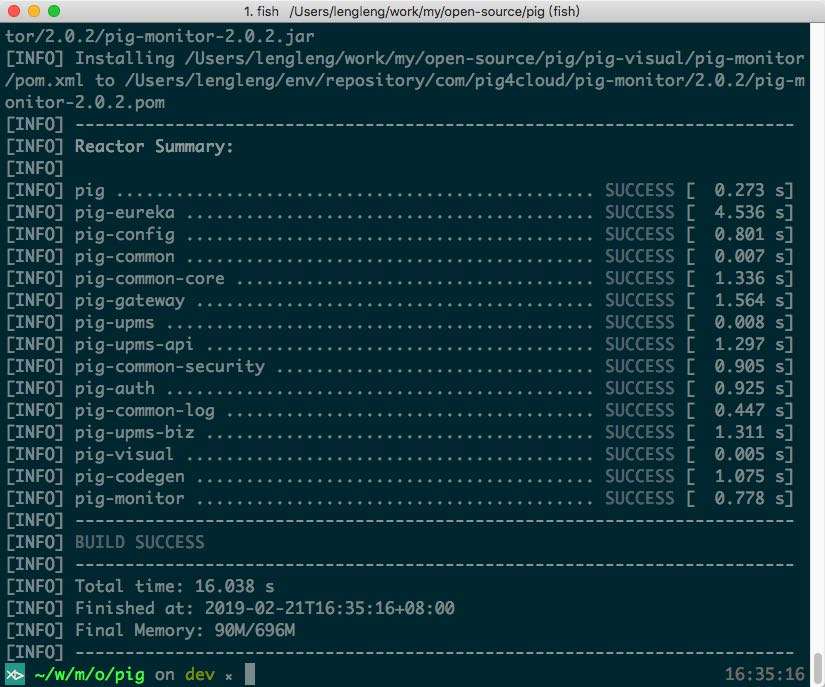 1. fish /Users/lengleng/work/my/open-source/pig (fish)
tor/2.0.2/pig-monitor-2.0.2.jar
[INFO] Installing /Users/lengleng/work/my/open-source/pig/pig-visual/pig-monitor
/pom.xml to /Users/lengleng/env/repository/com/pig4cloud/pig-monitor/2.0.2/pig-m
onitor-2.0.2.pom
[INFO] ------------------------------------------------------------------------
[INFO] Reactor Summary:
[INFO]
[INFO] pig ................................................ SUCCESS [  0.273 s]
[INFO] pig-eureka ......................................... SUCCESS [  4.536 s]
[INFO] pig-config ......................................... SUCCESS [  0.801 s]
[INFO] pig-common ......................................... SUCCESS [  0.007 s]
[INFO] pig-common-core .................................... SUCCESS [  1.336 s]
[INFO] pig-gateway ........................................ SUCCESS [  1.564 s]
[INFO] pig-upms ........................................... SUCCESS [  0.008 s]
[INFO] pig-upms-api ....................................... SUCCESS [  1.297 s]
[INFO] pig-common-security ................................ SUCCESS [  0.905 s]
[INFO] pig-auth ........................................... SUCCESS [  0.925 s]
[INFO] pig-common-log ..................................... SUCCESS [  0.447 s]
[INFO] pig-upms-biz ....................................... SUCCESS [  1.311 s]
[INFO] pig-visual ......................................... SUCCESS [  0.005 s]
[INFO] pig-codegen ........................................ SUCCESS [  1.075 s]
[INFO] pig-monitor ........................................ SUCCESS [  0.778 s]
[INFO] ------------------------------------------------------------------------
[INFO] BUILD SUCCESS
[INFO] ------------------------------------------------------------------------
[INFO] Total time: 16.038 s
[INFO] Finished at: 2019-02-21T16:35:16+08:00
[INFO] Final Memory: 90M/696M
[INFO] ------------------------------------------------------------------------
~/w/m/o/pig on dev × 16:35:16